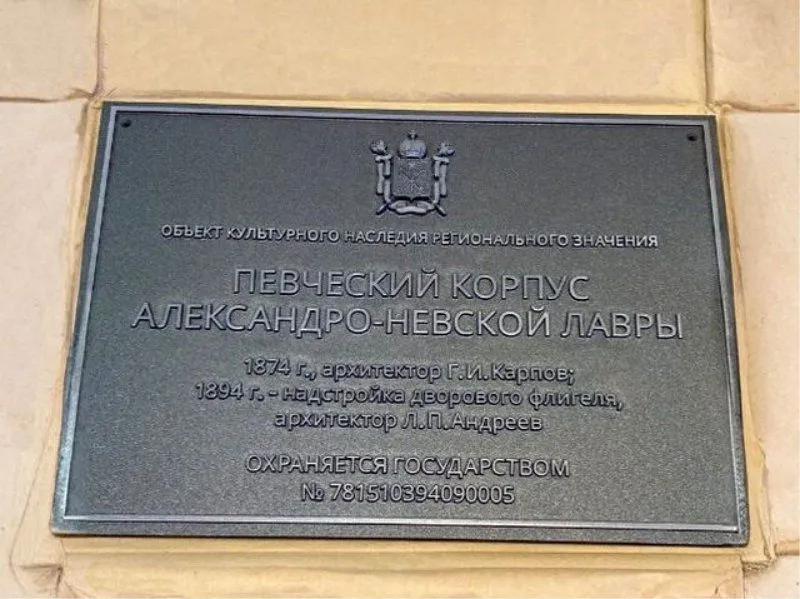 ОБЪЕКТ КУЛЬТУРНОГО НАСЛЕДИЯ РЕГИОНАЛЬНОГО ЗНАЧЕНИЯ
ПЕВЧЕСКИЙ КОРПУС
АЛЕКСАНДРО-НЕВСКОЙ ЛАВРЫ
1874 г., архитектор Г.И.Карпов;
1894 г. – надстройка дворового флигеля,
архитектор Л.П.Андреев
ОХРАНЯЕТСЯ ГОСУДАРСТВОМ
№ 781510394090005